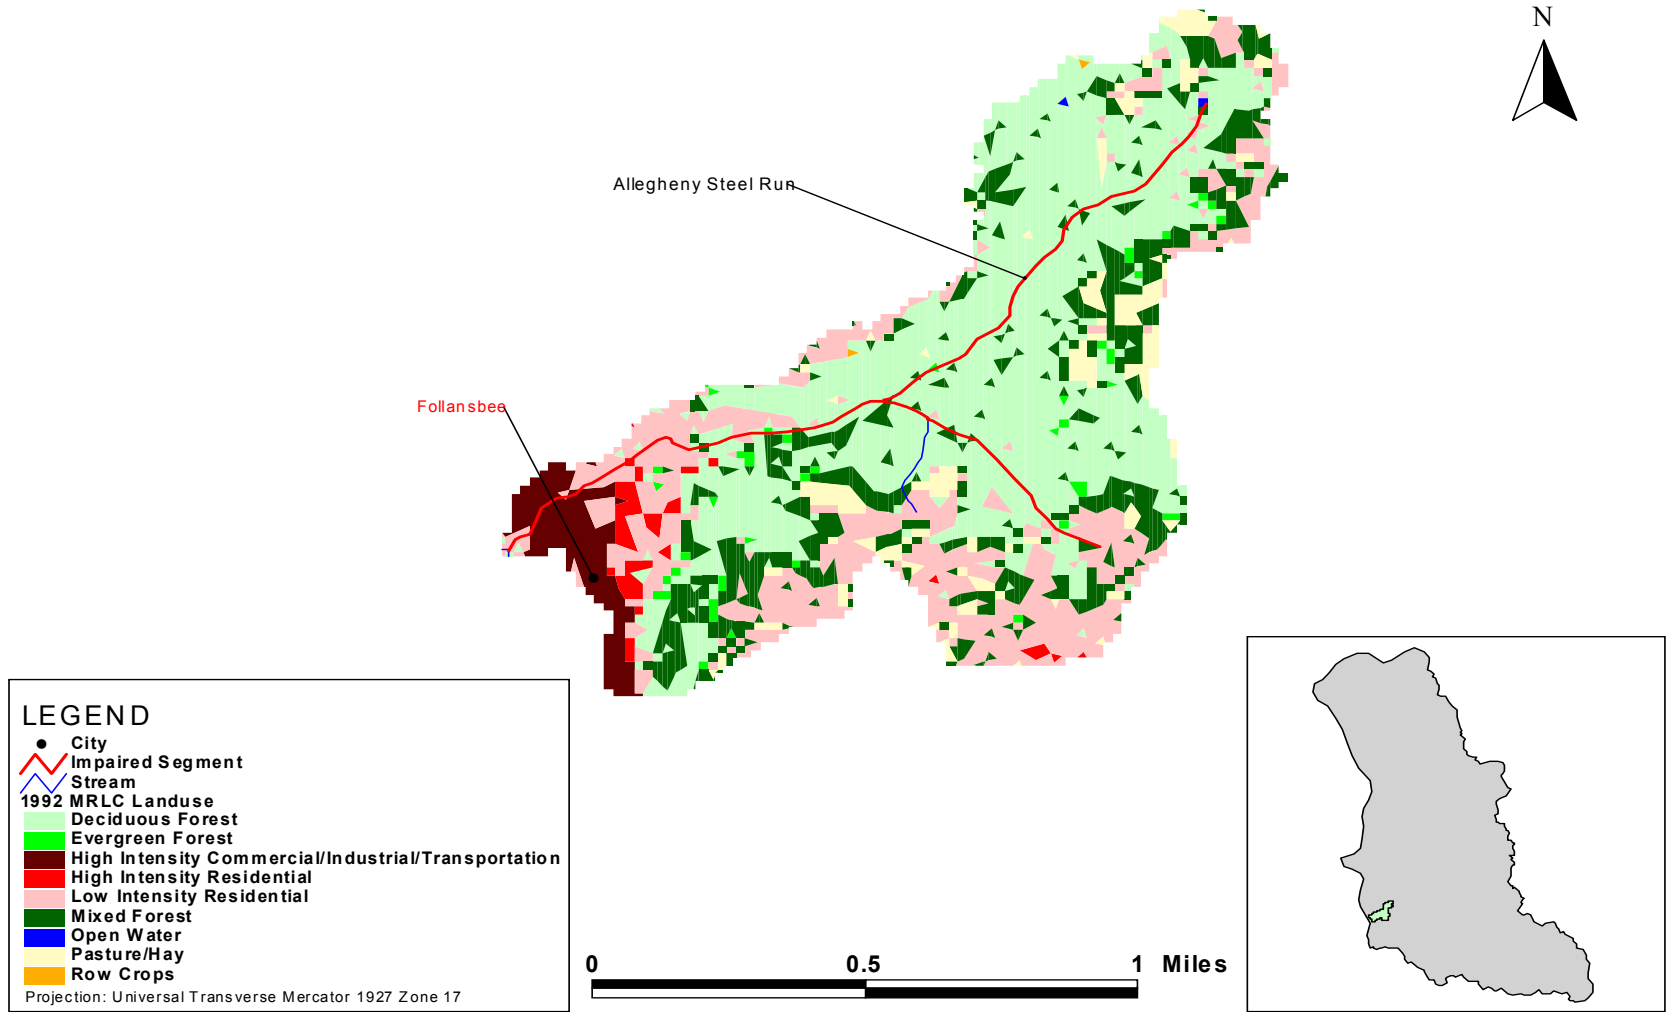 N
Allegheny Steel Run
Follansbee
LEGEND
City
Impaired Segment
Stream
1992 MRLC Landuse
Deciduous Forest
Evergreen Forest
High Intensity Commercial/Industrial/Transportation
High Intensity Residential
Low Intensity Residential
Mixed Forest
Open Water
Pasture/Hay
Row Crops
Projection: Universal Transverse Mercator 1927 Zone 17
0 0.5 1 Miles